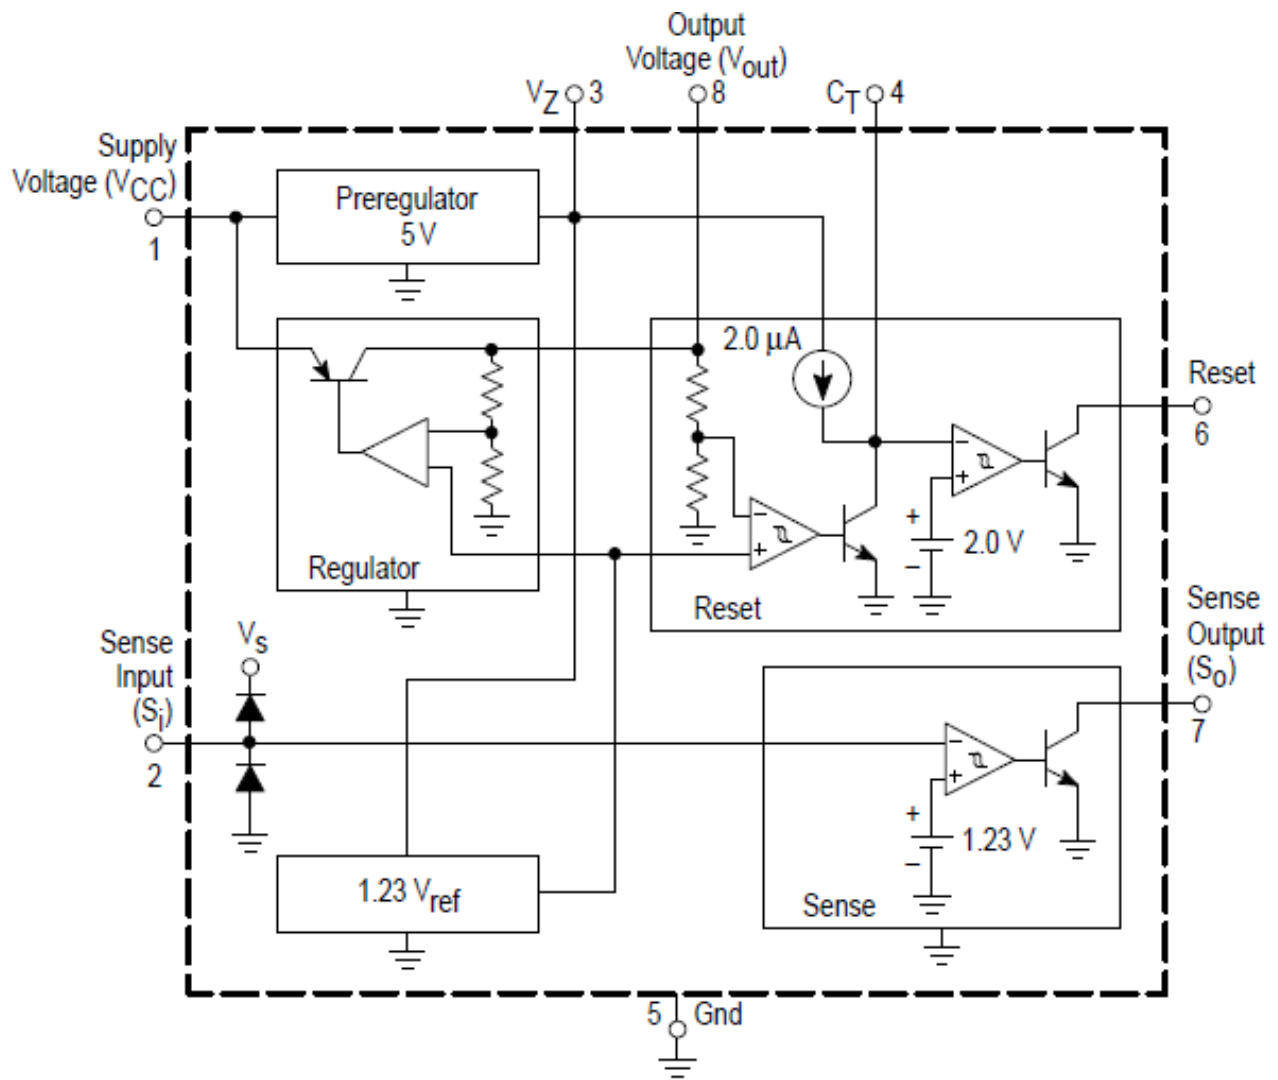 Output
Voltage (Vout)
VZ 3
8
CT 4
Supply
Voltage (VCC)
1
Preregulator
5 V
2.0 μA
Reset
6
− +
+
−
2.0 V
− +
Regulator
Reset
Sense
Input
(Si)
2
Vs
Sense
Output
(So)
7
− +
+
−
1.23 V
1.23 Vref
Sense
5 Gnd